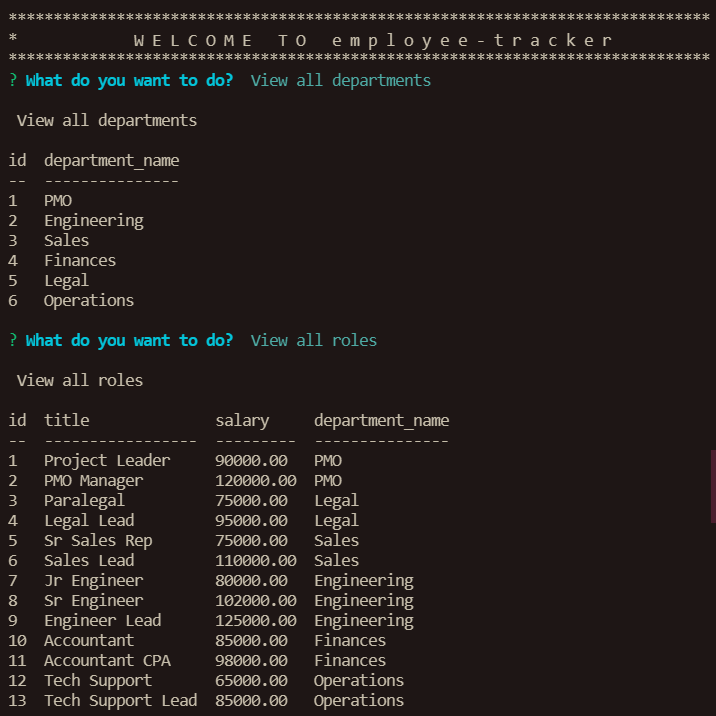 ******************************************************************************
*             W E L C O M E   T O   e m p l o y e e - t r a c k e r
******************************************************************************
? What do you want to do?  View all departments
 View all departments
id  department_name
--  ---------------
1   PMO
2   Engineering
3   Sales
4   Finances
5   Legal
6   Operations
? What do you want to do?  View all roles
 View all roles
id  title              salary     department_name
--  -----------------  ---------  ---------------
1   Project Leader     90000.00   PMO
2   PMO Manager        120000.00  PMO
3   Paralegal          75000.00   Legal
4   Legal Lead         95000.00   Legal
5   Sr Sales Rep       75000.00   Sales
6   Sales Lead         110000.00  Sales
7   Jr Engineer        80000.00   Engineering
8   Sr Engineer        102000.00  Engineering
9   Engineer Lead      125000.00  Engineering
10  Accountant         85000.00   Finances
11  Accountant CPA     98000.00   Finances
12  Tech Support       65000.00   Operations
13  Tech Support Lead  85000.00   Operations